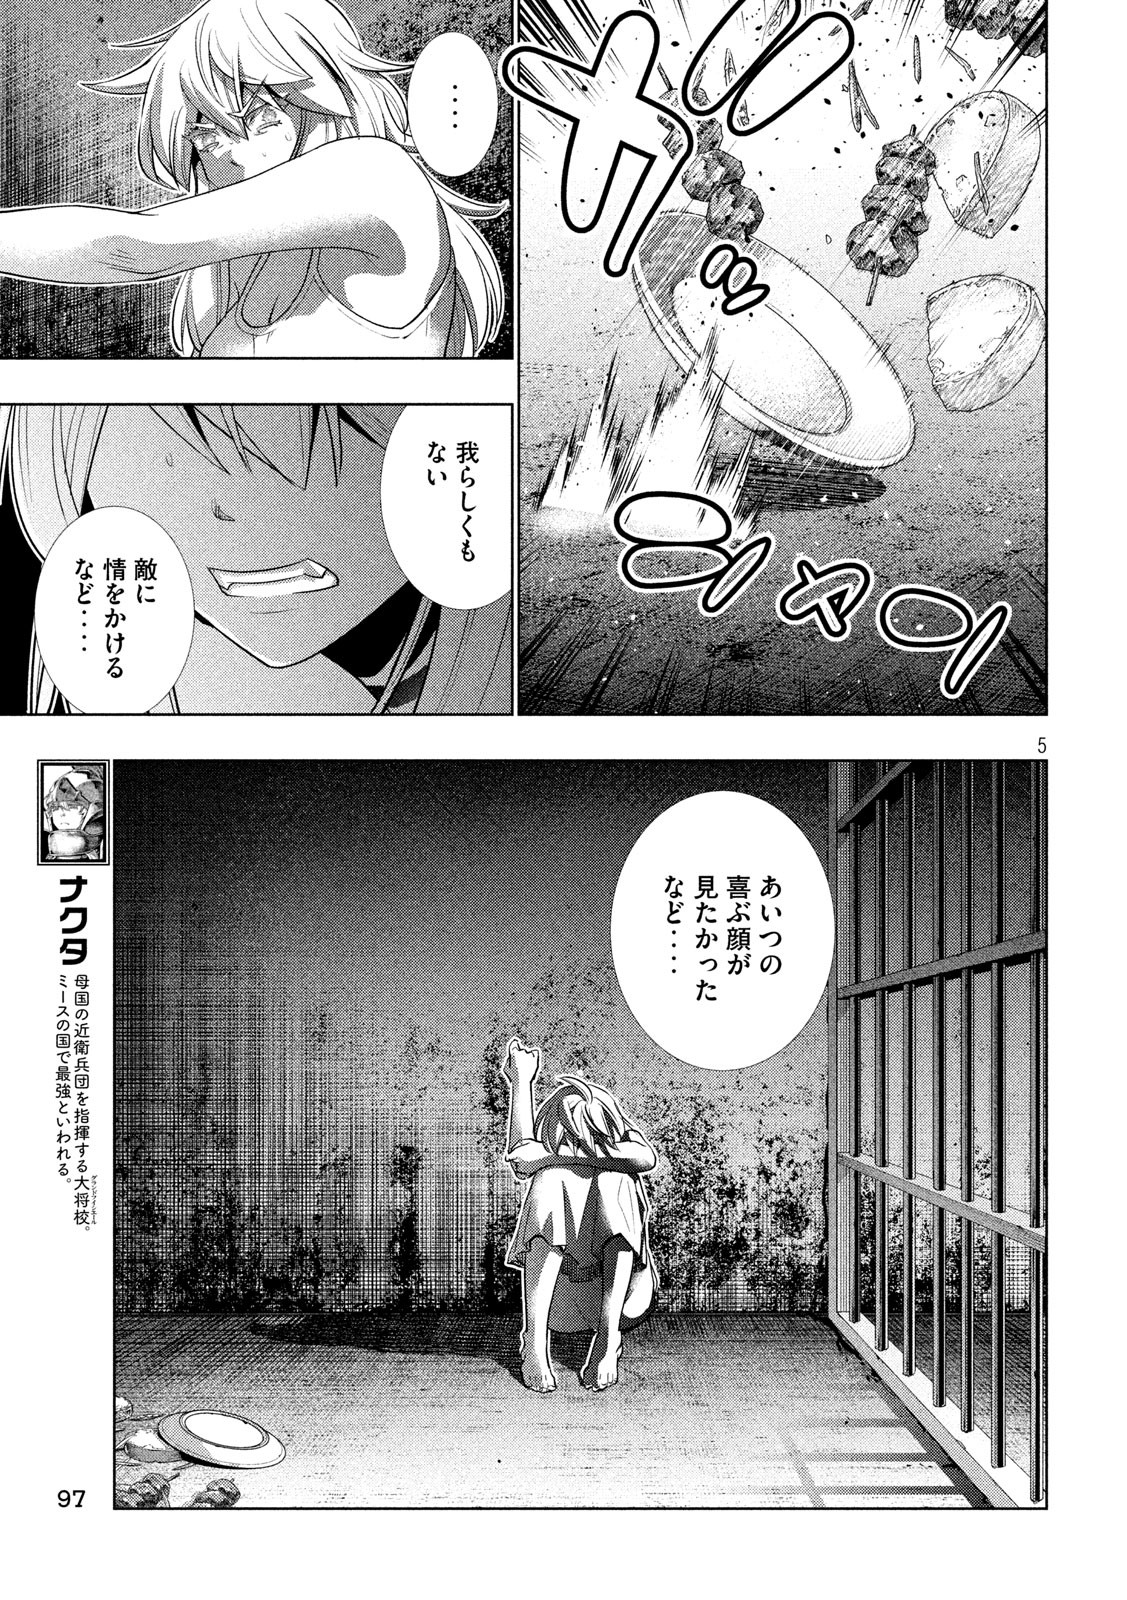 ガシャッ
シャアン
・・・
我らしくも
ない
敵に
情をかける
など・・・・
5
あいつの
喜ぶ顔が
見たかった
など・・・・
ナクタ
母国の近衛兵団を指揮する大将校。
ミースの国で最強といわれる。
97